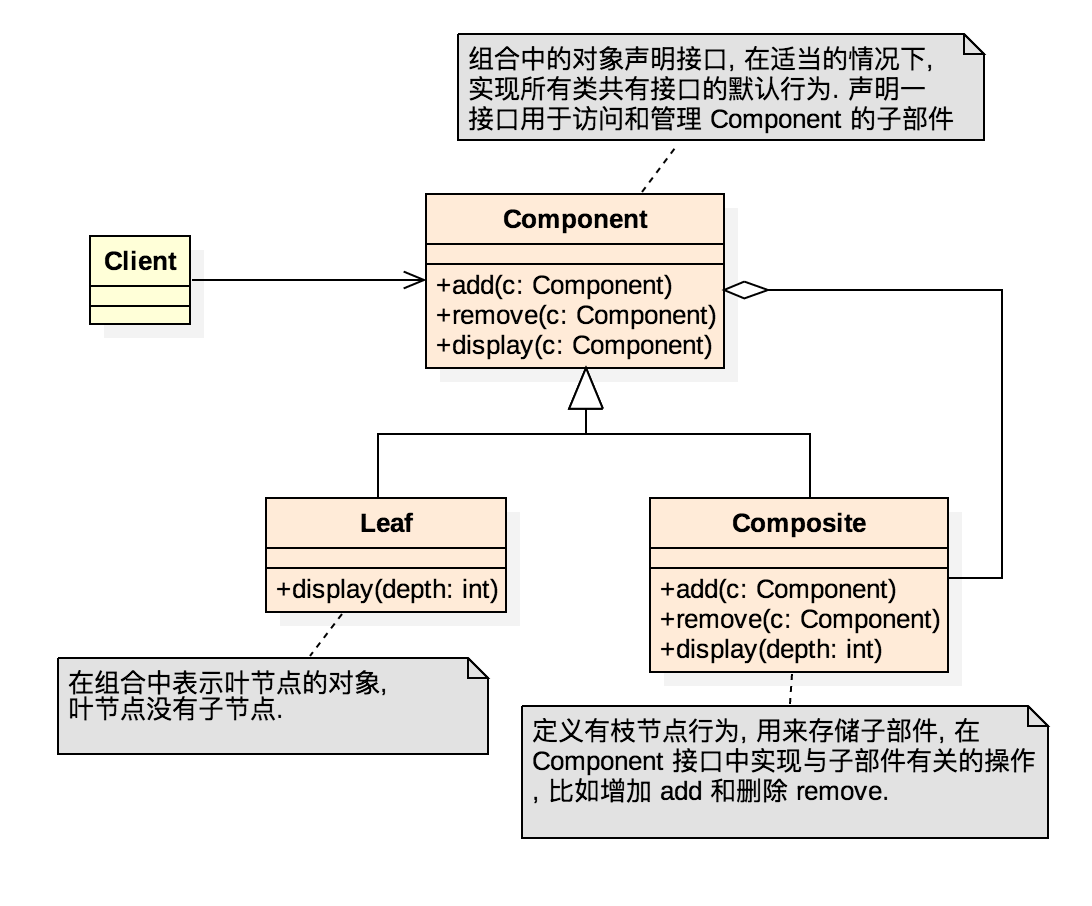 组合中的对象声明接口, 在适当的情况下,
实现所有类共有接口的默认行为. 声明一
接口用于访问和管理 Component 的子部件
Component
+add(c: Component)
+remove(c: Component)
+display(c: Component)
Client
Leaf
+display(depth: int)
Composite
+add(c: Component)
+remove(c: Component)
+display(depth: int)
在组合中表示叶节点的对象,
叶节点没有子节点.
定义有枝节点行为, 用来存储子部件, 在
Component 接口中实现与子部件有关的操作
, 比如增加 add 和删除 remove.